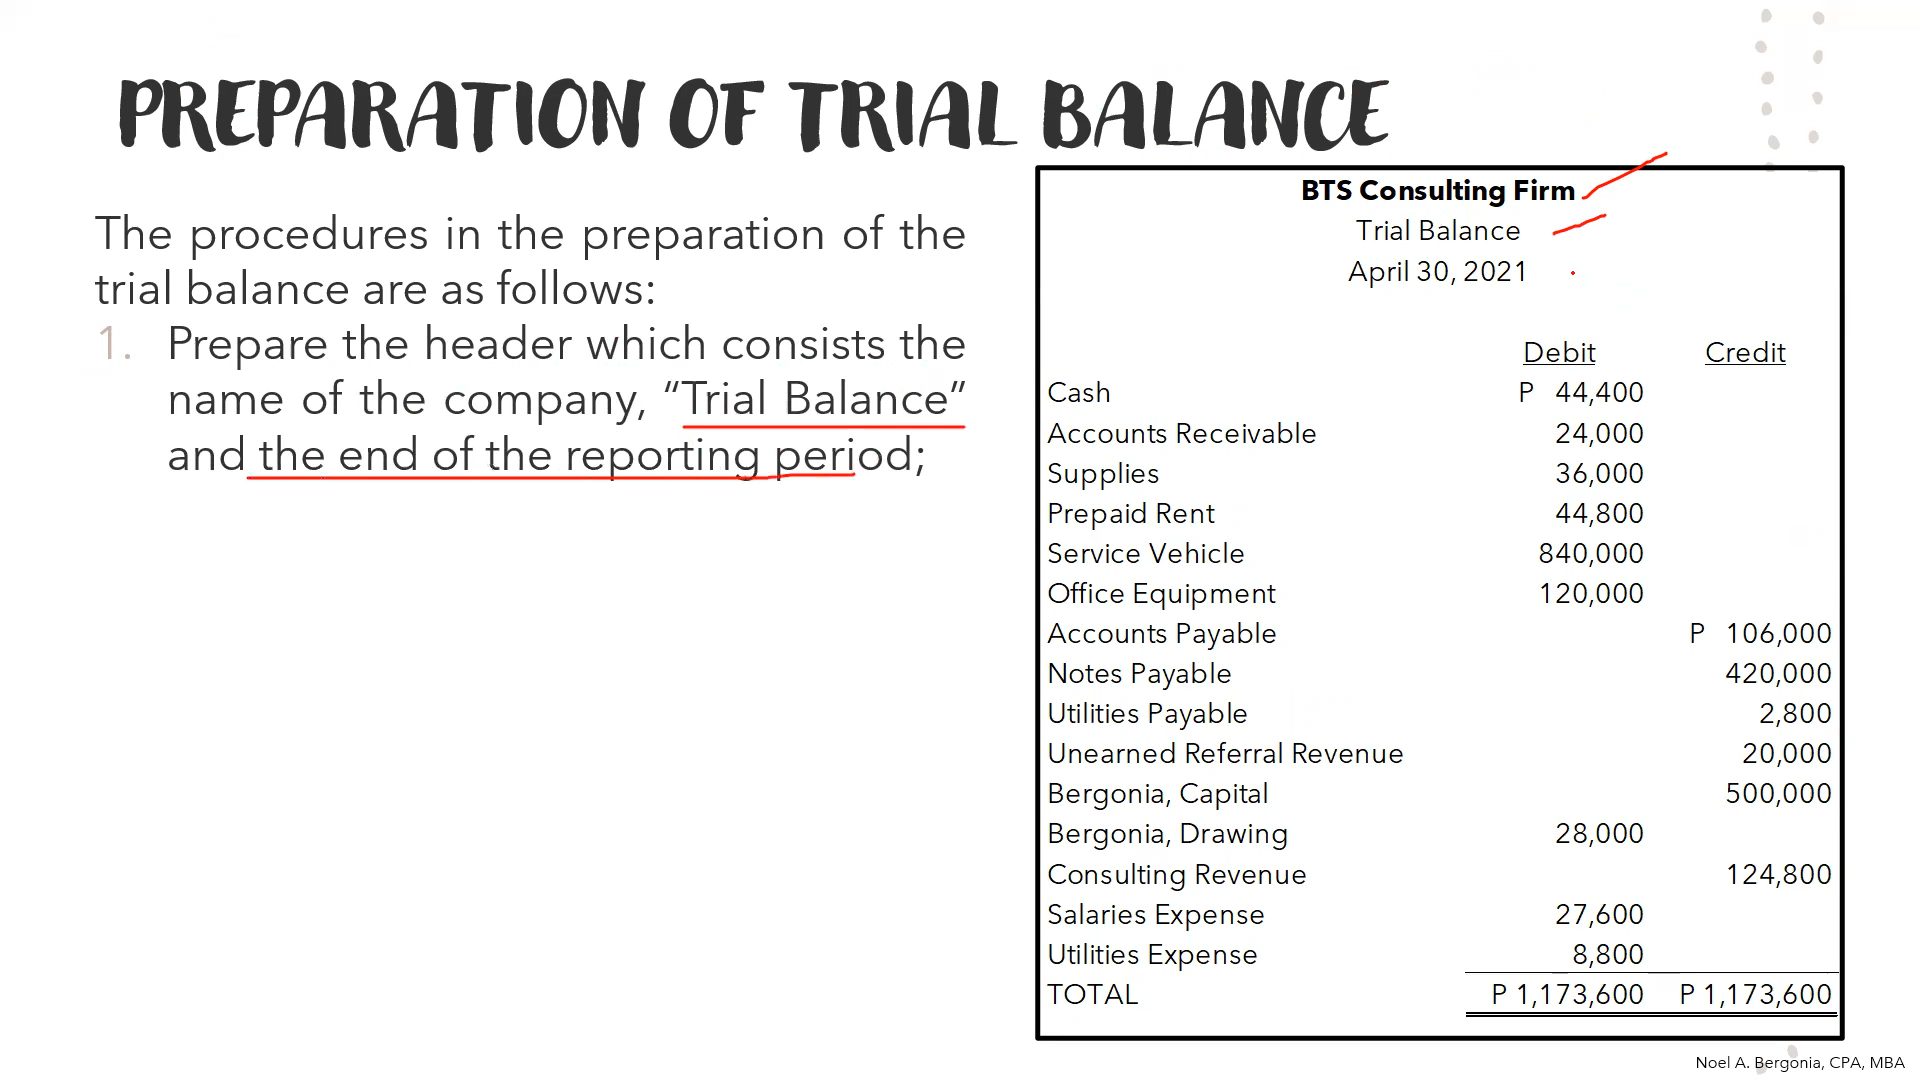 PREPARATION OF TRIAL BALANCE
The procedures in the preparation of the
trial balance are as follows:
1. Prepare the header which consists the
name of the company, “Trial Balance”
and the end of the reporting period;
BTS Consulting Firm
Trial Balance
April 30, 2021
Debit Credit
Cash P 44,400
Accounts Receivable 24,000
Supplies 36,000
Prepaid Rent 44,800
Service Vehicle 840,000
Office Equipment 120,000
Accounts Payable P 106,000
Notes Payable 420,000
Utilities Payable 2,800
Unearned Referral Revenue 20,000
Bergonia, Capital 500,000
Bergonia, Drawing 28,000
Consulting Revenue 124,800
Salaries Expense 27,600
Utilities Expense 8,800
TOTAL P 1,173,600 P 1,173,600
Noel A. Bergonia, CPA, MBA